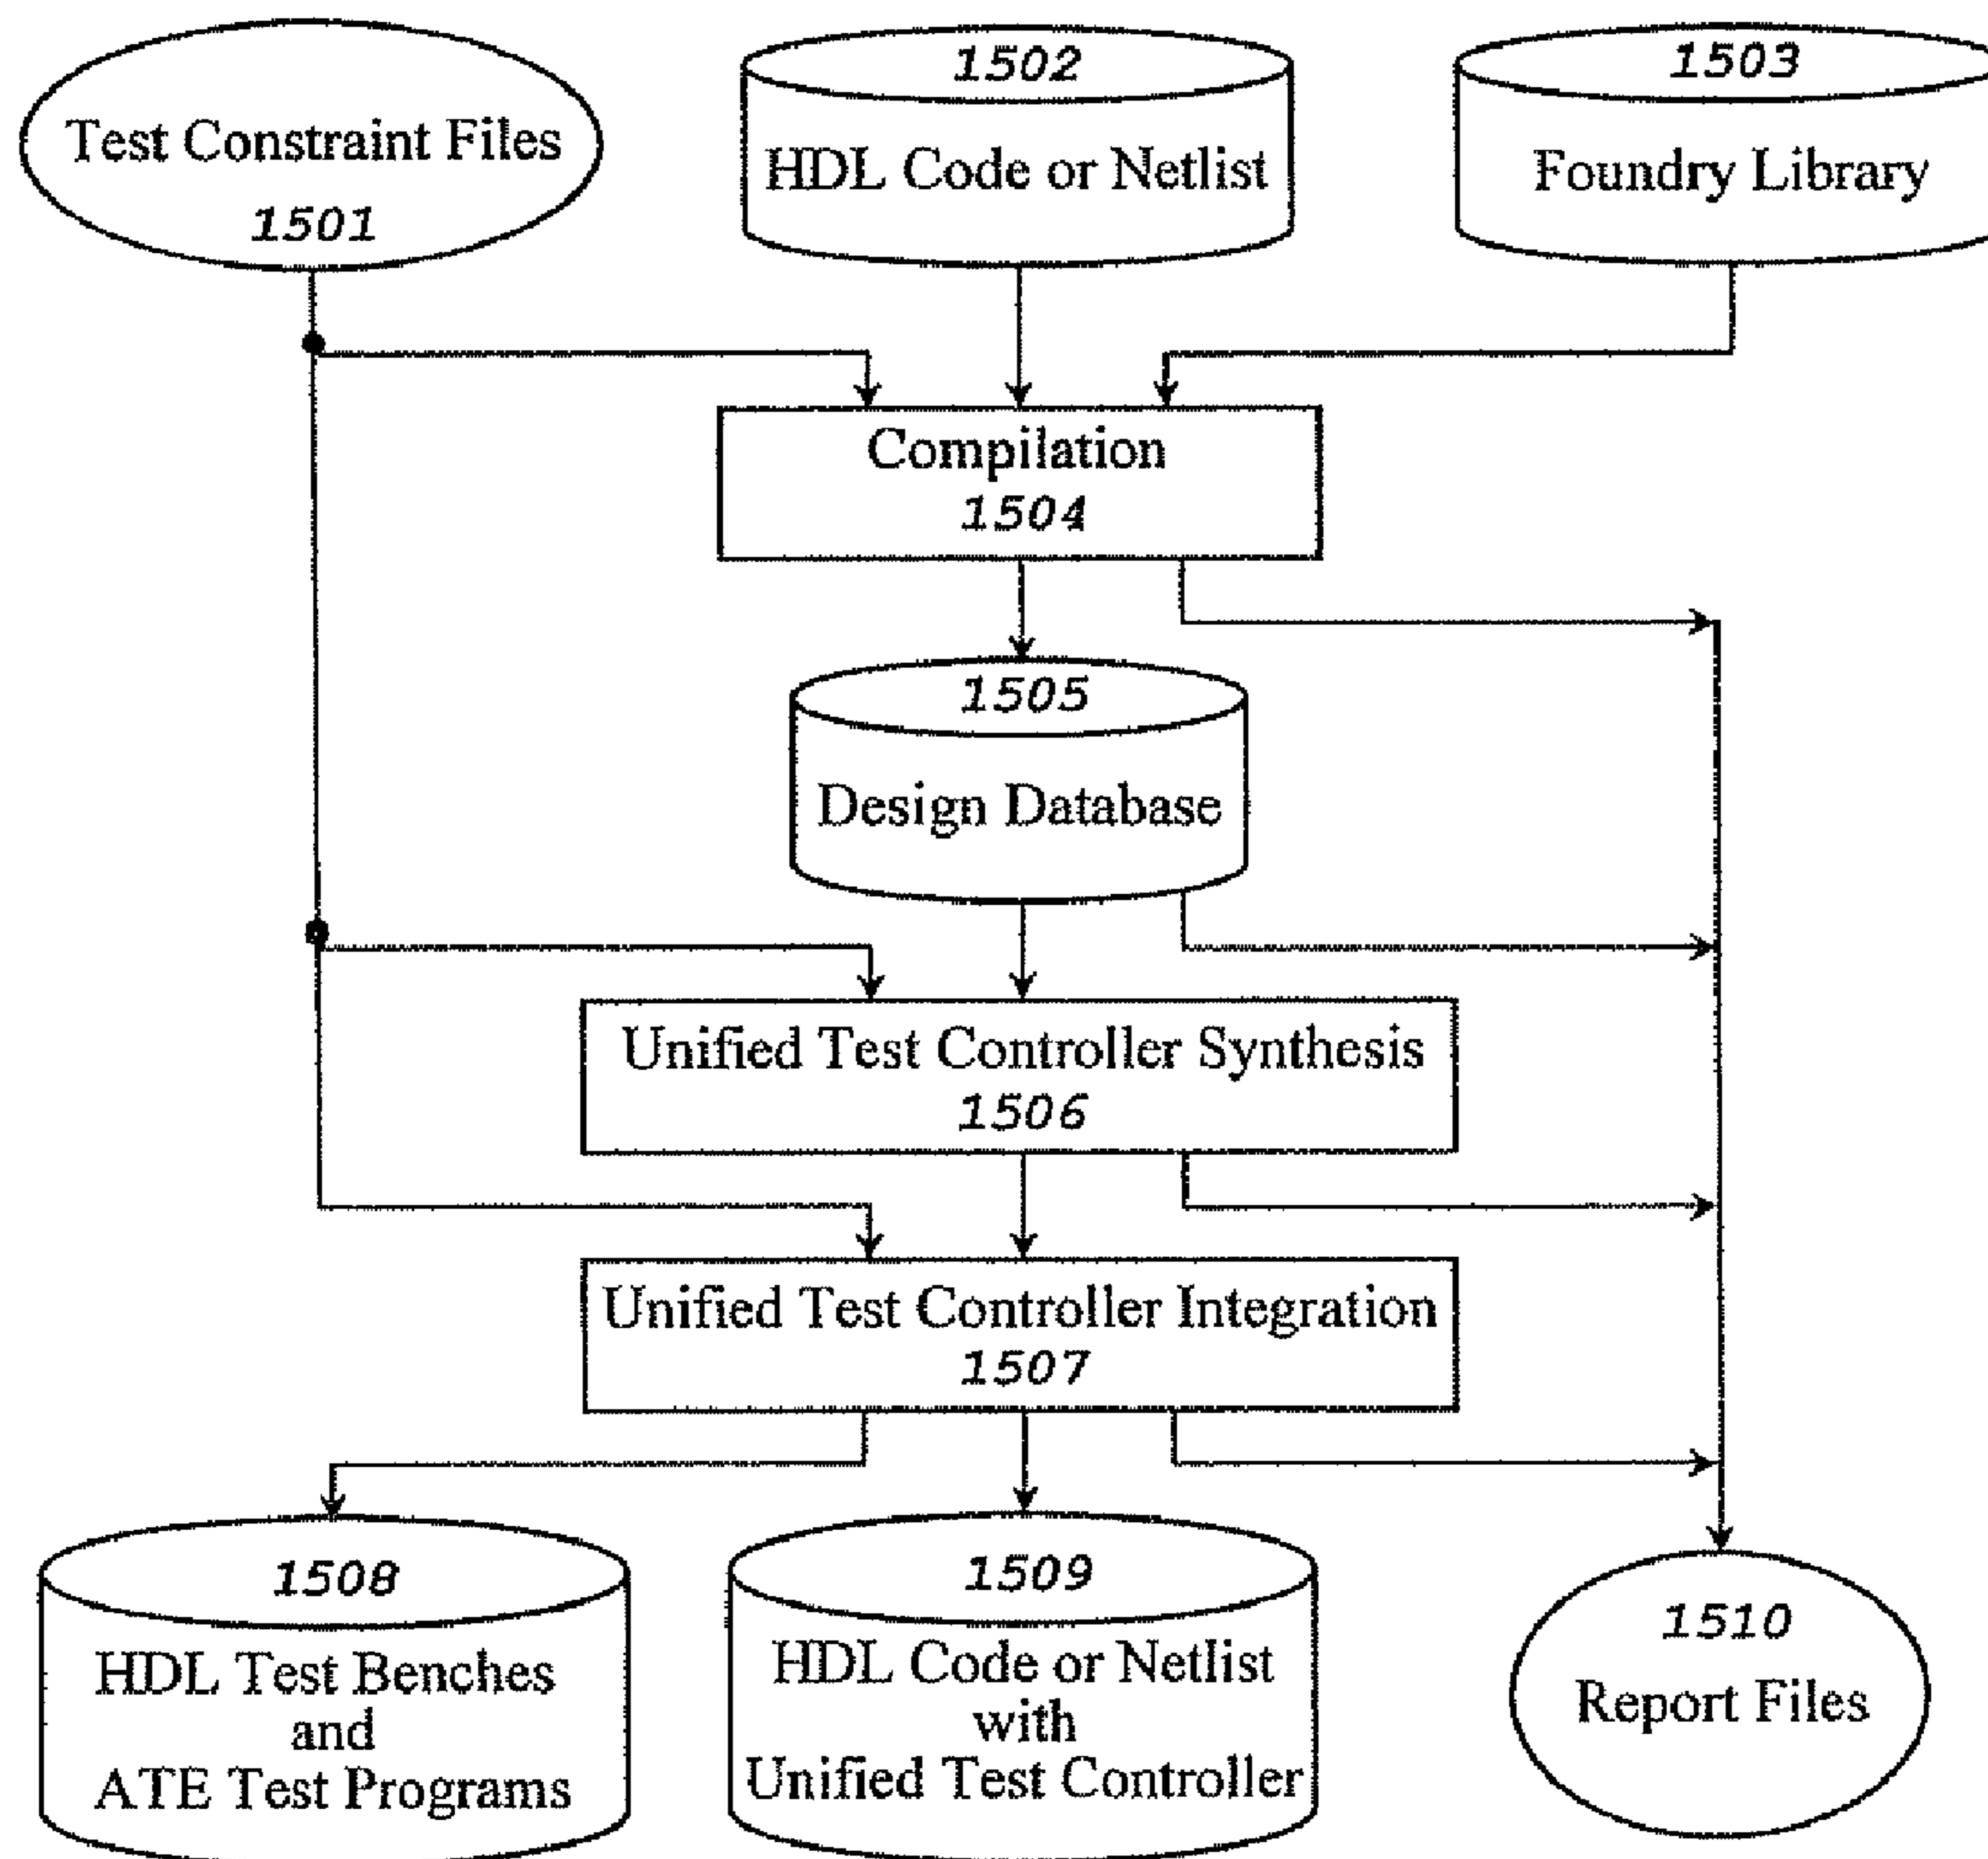 Test Constraint Files
1501
1502
HDL Code or Netlist
1503
Foundry Library
Compilation
1504
1505
Design Database
Unified Test Controller Synthesis
1506
Unified Test Controller Integration
1507
1508
HDL Test Benches
and
ATE Test Programs
1509
HDL Code or Netlist
with
Unified Test Controller
1510
Report Files